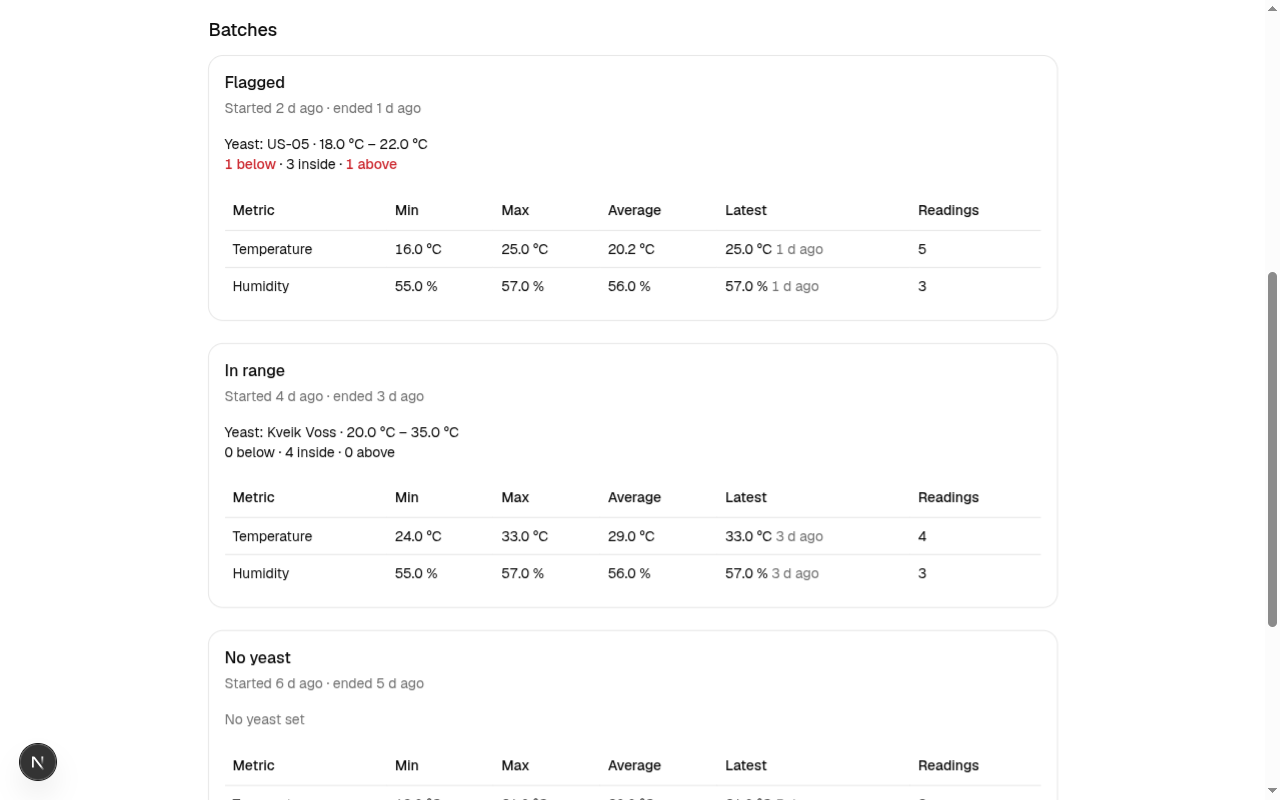 Batches
Flagged
Started 2 d ago · ended 1 d ago
Yeast: US-05 · 18.0 °C – 22.0 °C
1 below · 3 inside · 1 above
Metric Min Max Average Latest Readings
Temperature 16.0 °C 25.0 °C 20.2 °C 25.0 °C 1 d ago 5
Humidity 55.0 % 57.0 % 56.0 % 57.0 % 1 d ago 3
In range
Started 4 d ago · ended 3 d ago
Yeast: Kveik Voss · 20.0 °C – 35.0 °C
0 below · 4 inside · 0 above
Metric Min Max Average Latest Readings
Temperature 24.0 °C 33.0 °C 29.0 °C 33.0 °C 3 d ago 4
Humidity 55.0 % 57.0 % 56.0 % 57.0 % 3 d ago 3
No yeast
Started 6 d ago · ended 5 d ago
No yeast set
N
Metric Min Max Average Latest Readings